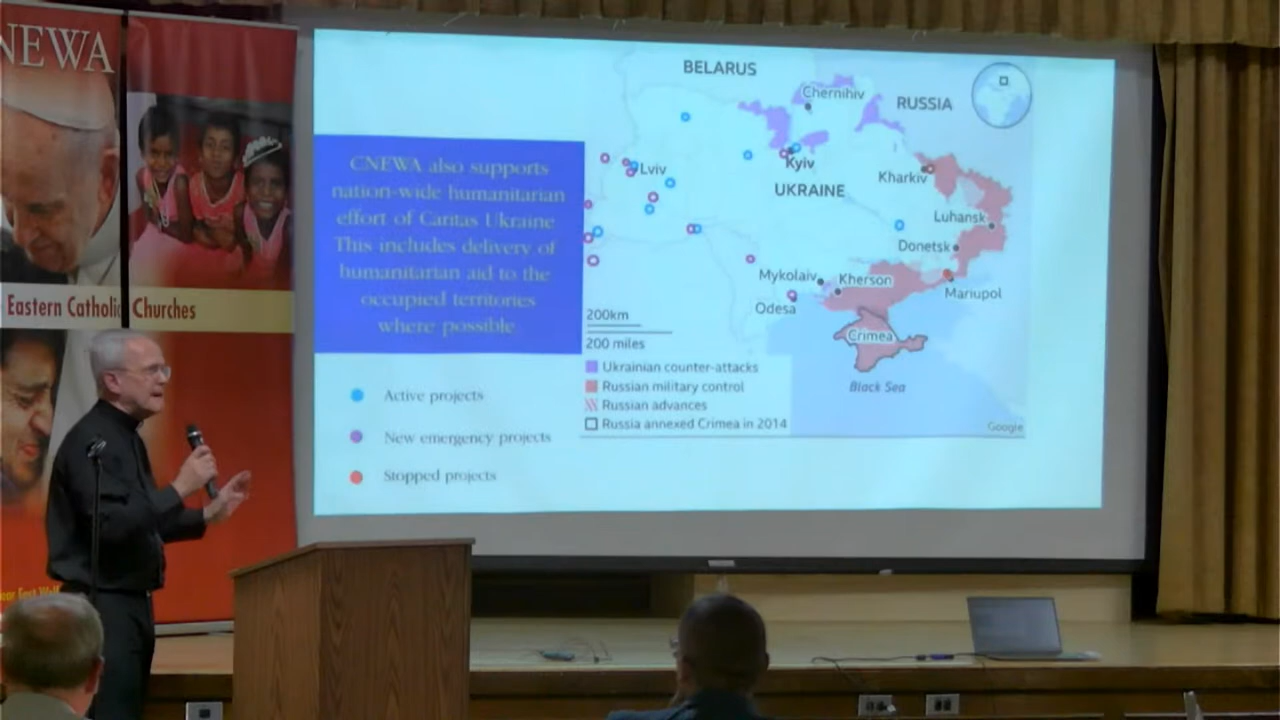 NEWA
Eastern Catholic Churches
CNEWA also supports
nation-wide humanitarian
effort of Caritas Ukraine
This includes delivery of
humanitarian aid to the
occupied territories
where possible
Active projects
New emergency projects
Stopped projects
BELARUS
Chernihiv
RUSSIA
Lviv
Kyiv
UKRAINE
Kharkiv
Luhansk
Donetsk
Mykolaiv
Kherson
Mariupol
Odesa
Crimea
Black Sea
200km
200 miles
Ukrainian counter-attacks
Russian military control
Russian advances
Russia annexed Crimea in 2014
Google